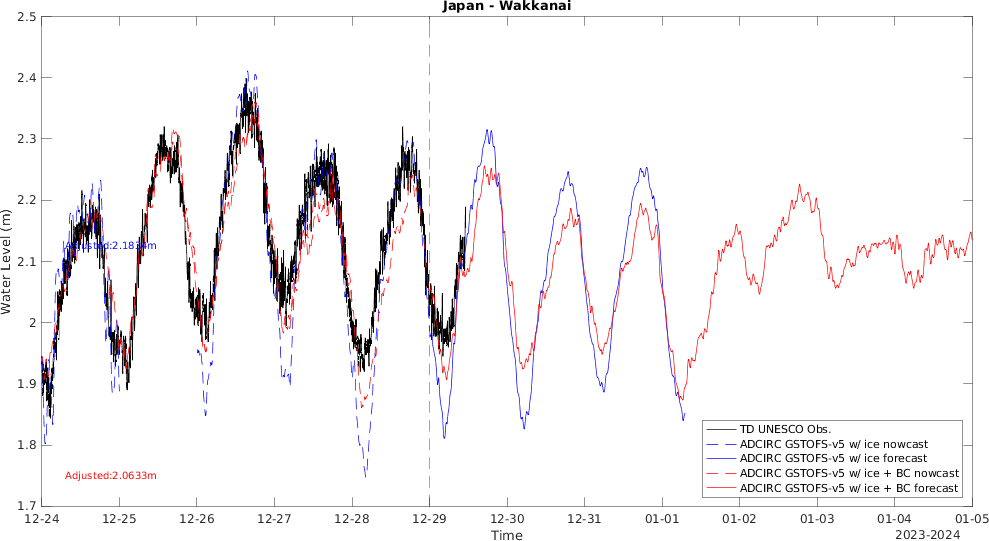 Japan - Wakkanai
2.5
2.4
2.3
2.2
2.1
2
1.9
1.8
1.7
Water Level (m)
Adjusted:2.1834m
Adjusted:2.0633m
TD UNESCO Obs.
ADCIRC GSTOFS-v5 w/ ice nowcast
ADCIRC GSTOFS-v5 w/ ice forecast
ADCIRC GSTOFS-v5 w/ ice + BC nowcast
ADCIRC GSTOFS-v5 w/ ice + BC forecast
12-24 12-25 12-26 12-27 12-28 12-29 12-30 12-31 01-01 01-02 01-03 01-04 01-05
Time
2023-2024